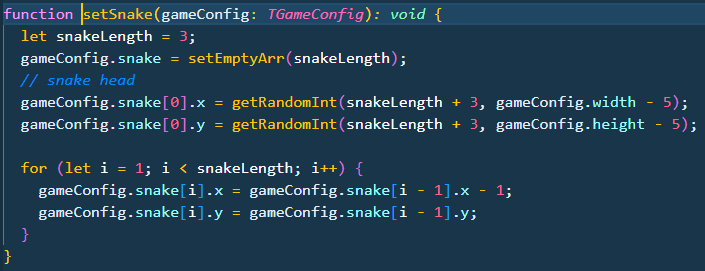 function setSnake(gameConfig: TGameConfig): void {
let snakeLength = 3;
gameConfig.snake = setEmptyArr(snakeLength);
// snake head
gameConfig.snake[0].x = getRandomInt(snakeLength + 3, gameConfig.width - 5);
gameConfig.snake[0].y = getRandomInt(snakeLength + 3, gameConfig.height - 5);
for (let i = 1; i < snakeLength; i++) {
gameConfig.snake[i].x = gameConfig.snake[i - 1].x - 1;
gameConfig.snake[i].y = gameConfig.snake[i - 1].y;
}
}